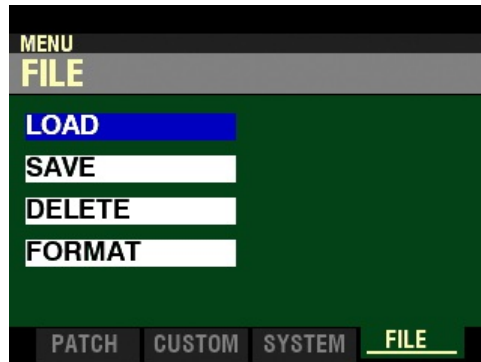 MENU
FILE
LOAD
SAVE
DELETE
FORMAT
PATCH CUSTOM SYSTEM FILE